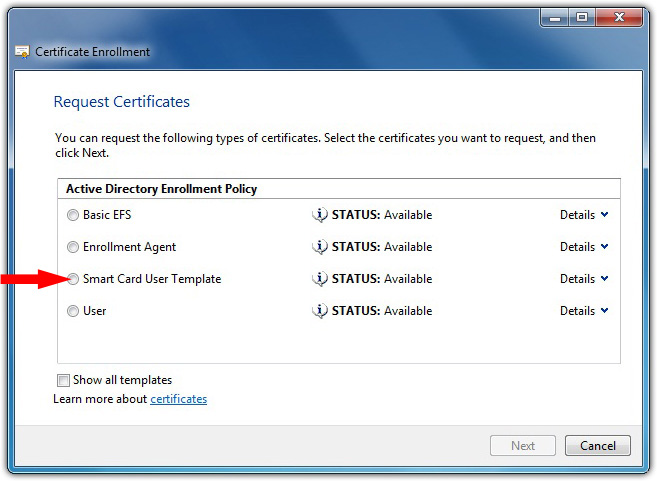 Certificate Enrollment
Request Certificates
You can request the following types of certificates. Select the certificates you want to request, and then
click Next.
Active Directory Enrollment Policy
Basic EFS STATUS: Available Details
Enrollment Agent STATUS: Available Details
Smart Card User Template STATUS: Available Details
User STATUS: Available Details
Show all templates
Learn more about certificates
Next Cancel